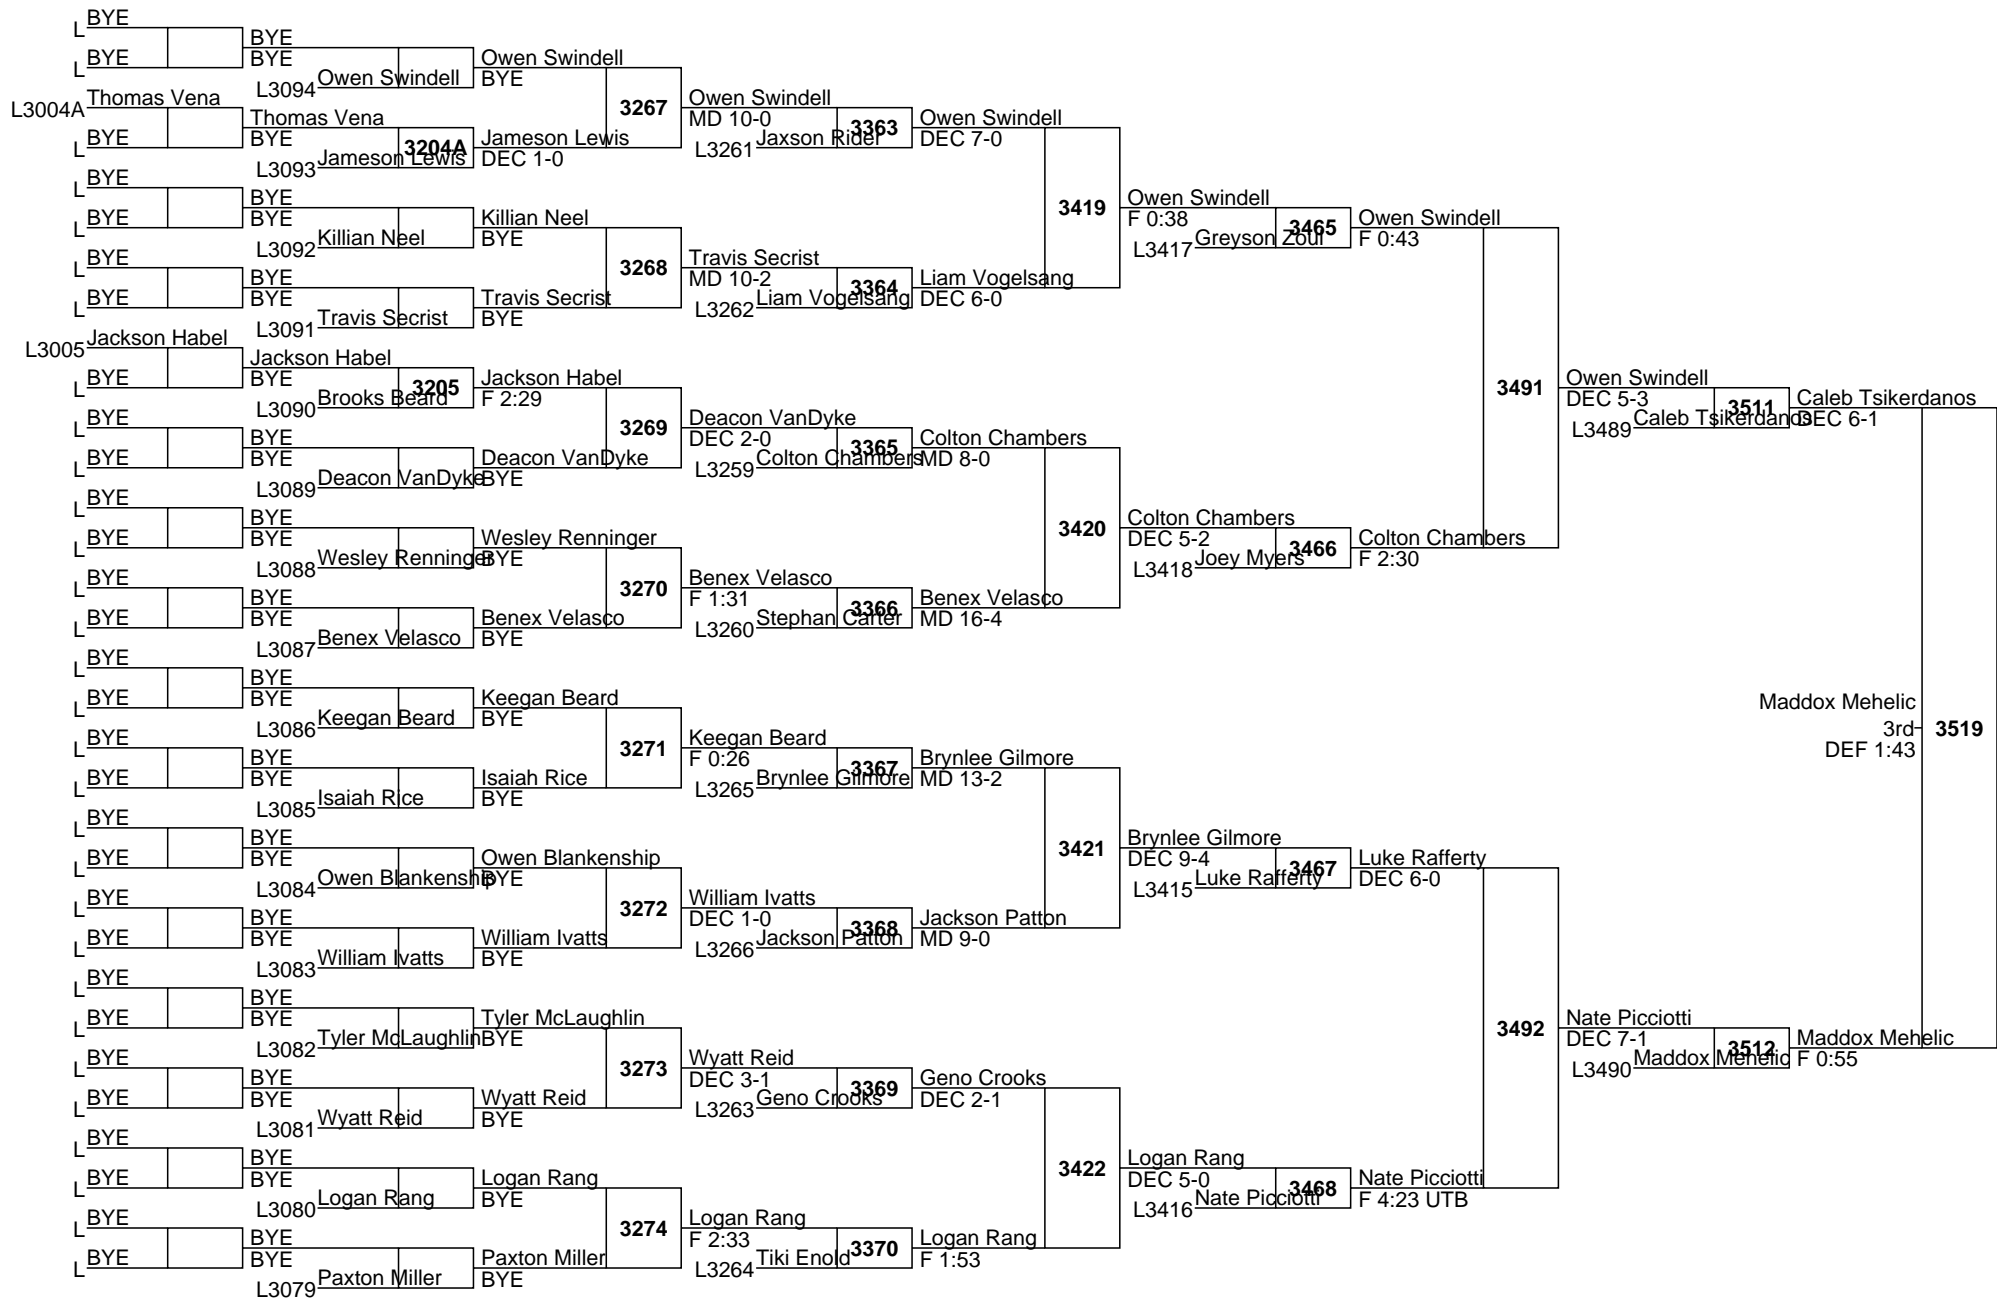 BYE
L
BYE
BYE
BYE
L
L3094 Owen Swindell
Owen Swindell
BYE
3267
L3004A Thomas Vena
Thomas Vena
BYE
BYE
L
L3093 Jameson Lewis
3204A
Jameson Lewis
DEC 1-0
Owen Swindell
MD 10-0
L3261 Jaxson Rider
3363
Owen Swindell
DEC 7-0
BYE
L
BYE
BYE
BYE
L
L3092 Killian Neel
Killian Neel
BYE
3268
BYE
L
BYE
BYE
BYE
L
L3091 Travis Secrist
Travis Secrist
BYE
Travis Secrist
MD 10-2
L3262 Liam Vogelsang
3364
Liam Vogelsang
DEC 6-0
3419
Owen Swindell
F 0:38
L3417 Greyson Zoul
3465
Owen Swindell
F 0:43
L3005 Jackson Habel
Jackson Habel
BYE
BYE
L
L3090 Brooks Beard
3205
Jackson Habel
F 2:29
3269
BYE
L
BYE
BYE
BYE
L
L3089 Deacon VanDyke
Deacon VanDyke
BYE
Deacon VanDyke
DEC 2-0
L3259 Colton Chambers
3365
Colton Chambers
MD 8-0
BYE
L
BYE
BYE
BYE
L
L3088 Wesley Renninger
Wesley Renninger
BYE
3270
BYE
L
BYE
BYE
BYE
L
L3087 Benex Velasco
Benex Velasco
BYE
Benex Velasco
F 1:31
L3260 Stephan Carter
3366
Benex Velasco
MD 16-4
3420
Colton Chambers
DEC 5-2
L3418 Joey Myers
3466
Colton Chambers
F 2:30
3491
Owen Swindell
DEC 5-3
L3489 Caleb Tsikerdanos
3511
Caleb Tsikerdanos
DEC 6-1
BYE
L
BYE
BYE
BYE
L
L3086 Keegan Beard
Keegan Beard
BYE
3271
BYE
L
BYE
BYE
BYE
L
L3085 Isaiah Rice
Isaiah Rice
BYE
Keegan Beard
F 0:26
L3265 Brynlee Gilmore
3367
Brynlee Gilmore
MD 13-2
BYE
L
BYE
BYE
BYE
L
L3084 Owen Blankenship
Owen Blankenship
BYE
3272
BYE
L
BYE
BYE
BYE
L
L3083 William Ivatts
William Ivatts
BYE
William Ivatts
DEC 1-0
L3266 Jackson Patton
3368
Jackson Patton
MD 9-0
3421
Brynlee Gilmore
DEC 9-4
L3415 Luke Rafferty
3467
Luke Rafferty
DEC 6-0
BYE
L
BYE
BYE
BYE
L
L3082 Tyler McLaughlin
Tyler McLaughlin
BYE
3273
BYE
L
BYE
BYE
BYE
L
L3081 Wyatt Reid
Wyatt Reid
BYE
Wyatt Reid
DEC 3-1
L3263 Geno Crooks
3369
Geno Crooks
DEC 2-1
BYE
L
BYE
BYE
BYE
L
L3080 Logan Rang
Logan Rang
BYE
3274
BYE
L
BYE
BYE
BYE
L
L3079 Paxton Miller
Paxton Miller
BYE
Logan Rang
F 2:33
L3264 Tiki Enold
3370
Logan Rang
F 1:53
3422
Logan Rang
DEC 5-0
L3416 Nate Picciotti
3468
Nate Picciotti
F 4:23 UTB
3492
Nate Picciotti
DEC 7-1
L3490 Maddox Mehelic
3512
Maddox Mehelic
F 0:55
Maddox Mehelic
3rd
DEF 1:43
3519